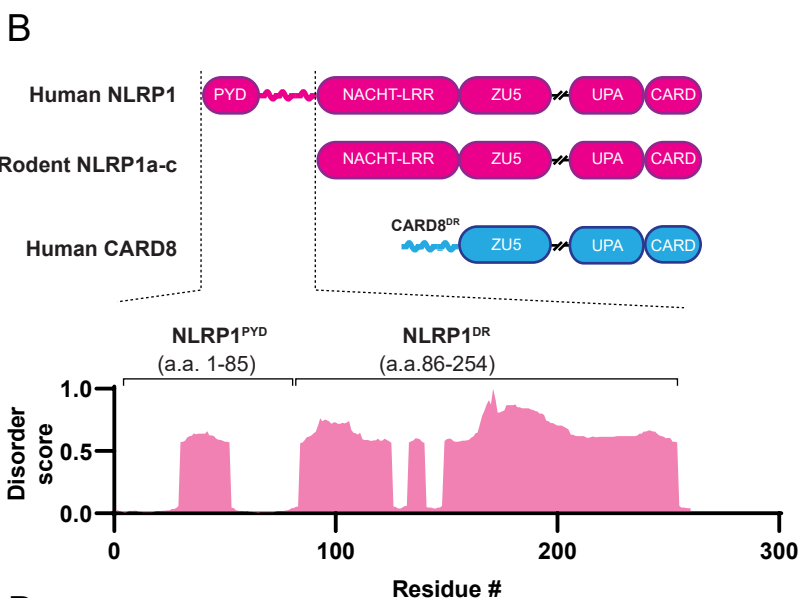 B
Human NLRP1 PYD NACHT-LRR ZU5 UPA CARD
Rodent NLRP1a-c NACHT-LRR ZU5 UPA CARD
CARD8DR
Human CARD8 ZU5 UPA CARD
NLRP1PYD NLRP1DR
(a.a. 1-85) (a.a.86-254)
Disorder
score
1.0
0.5
0.0
0 100 200 300
Residue #